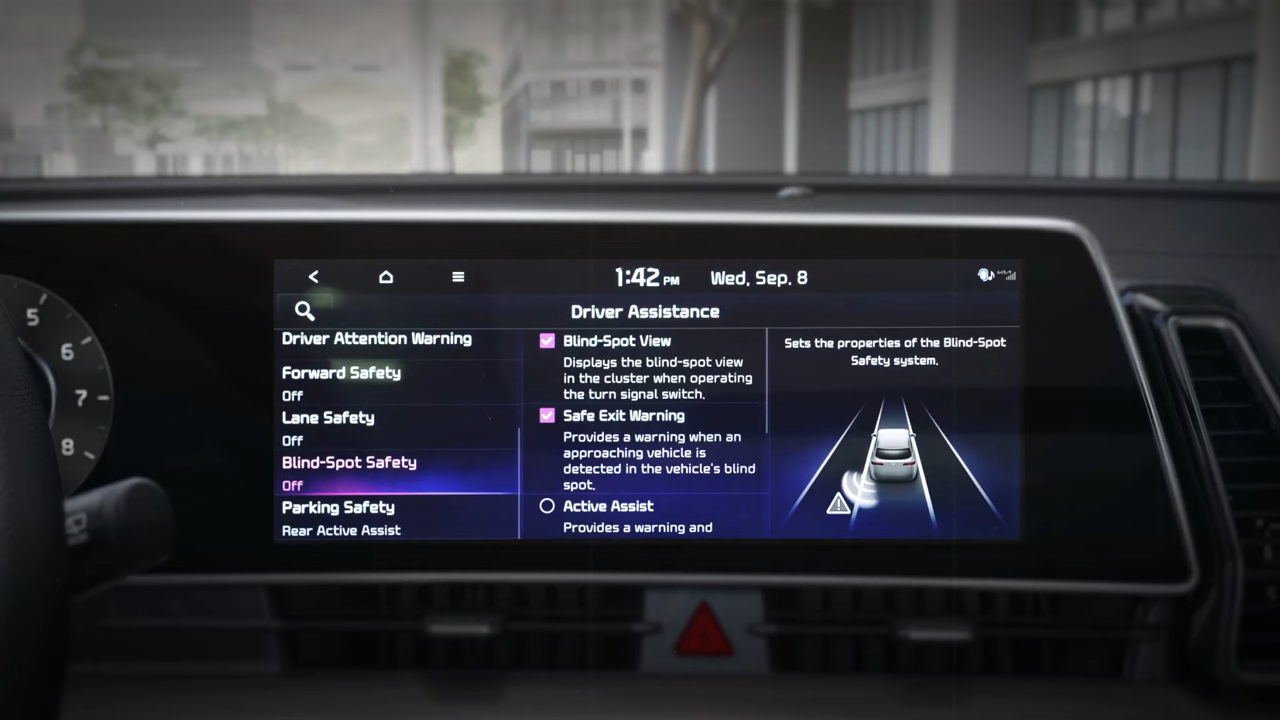 1:42 PM Wed, Sep. 8
Driver Assistance
Driver Attention Warning
Forward Safety
Off
Lane Safety
Off
Blind-Spot Safety
Off
Parking Safety
Rear Active Assist
Blind-Spot View
Displays the blind-spot view
in the cluster when operating
the turn signal switch.
Safe Exit Warning
Provides a warning when an
approaching vehicle is
detected in the vehicle's blind
spot.
Active Assist
Provides a warning and
Sets the properties of the Blind-Spot
Safety system.
5
6
7
8